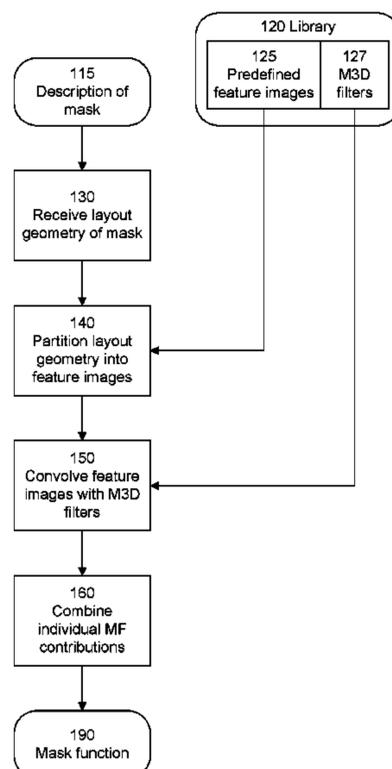 120 Library
125
Predefined
feature images
127
M3D
filters
115
Description of
mask
130
Receive layout
geometry of mask
140
Partition layout
geometry into
feature images
150
Convolve feature
images with M3D
filters
160
Combine
individual MF
contributions
190
Mask function